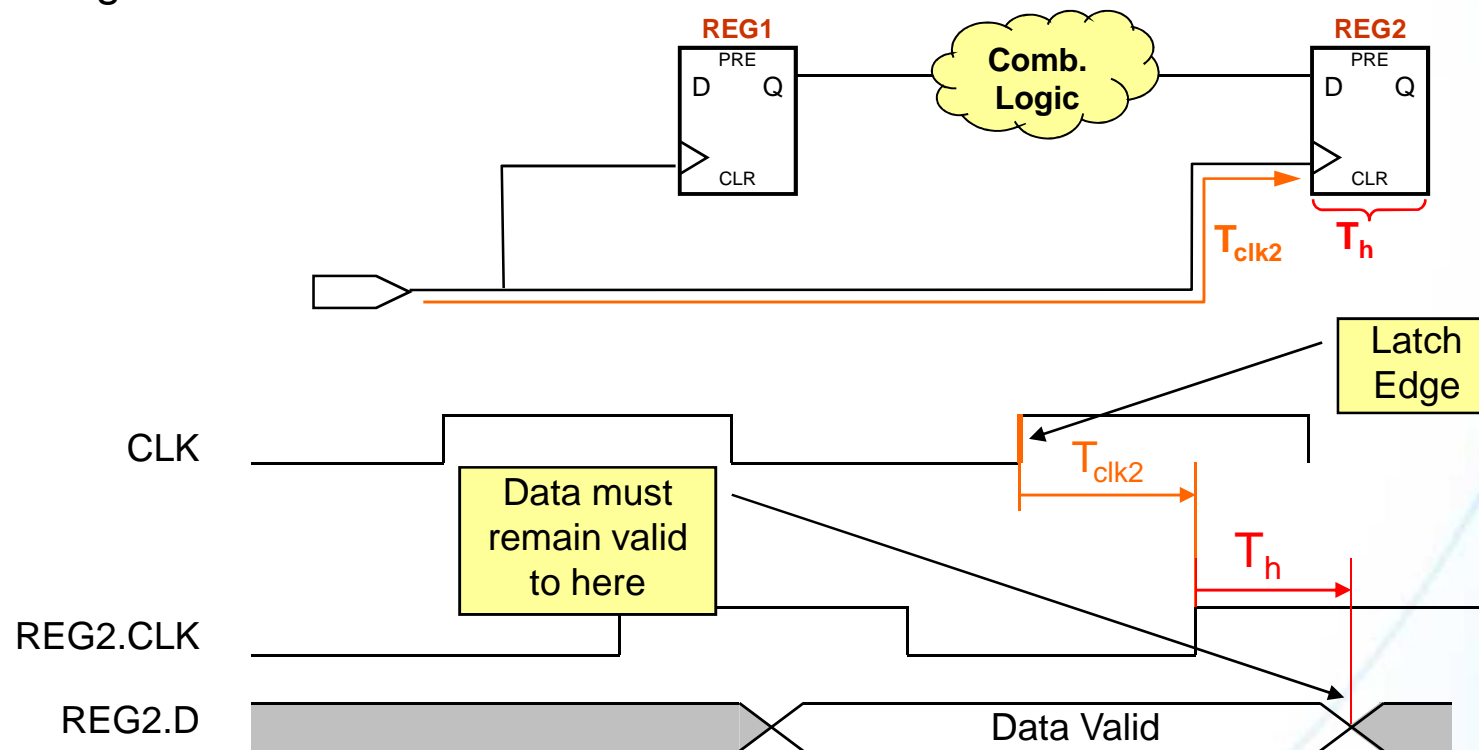 REG1
PRE
D Q
CLR
Comb.
Logic
REG2
PRE
D Q
CLR
Tclk2
Th
Latch
Edge
CLK
Tclk2
Data must
remain valid
to here
Th
REG2.CLK
REG2.D
Data Valid